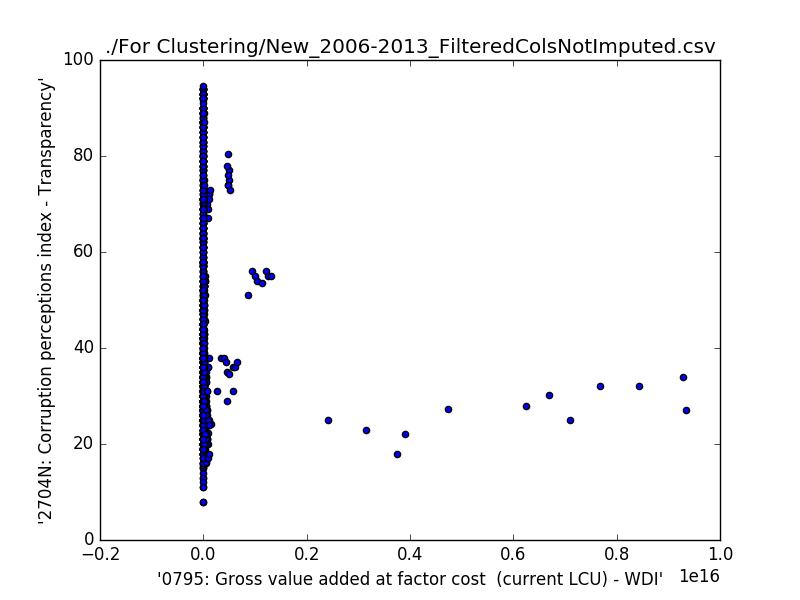 ./For Clustering/New_2006-2013_FilteredColsNotImputed.csv
100
80
60
40
20
0
'2704N: Corruption perceptions index - Transparency'
−0.2 0.0 0.2 0.4 0.6 0.8 1.0
1e16
'0795: Gross value added at factor cost  (current LCU) - WDI'